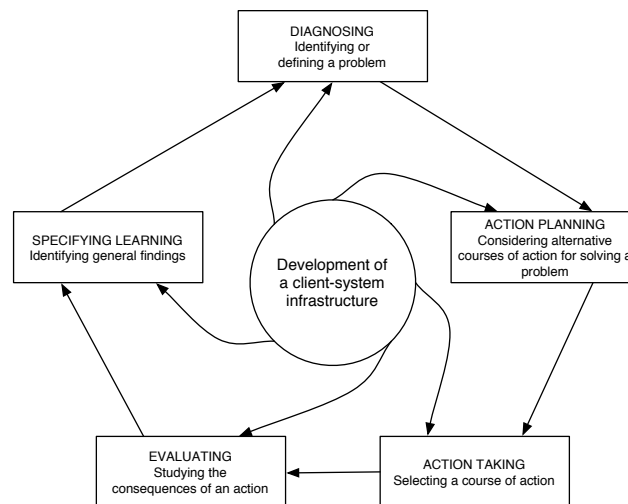 DIAGNOSING
Identifying or
defining a problem
ACTION PLANNING
Considering alternative
courses of action for solving a
problem
SPECIFYING LEARNING
Identifying general findings
Development of
a client-system
infrastructure
EVALUATING
Studying the
consequences of an action
ACTION TAKING
Selecting a course of action